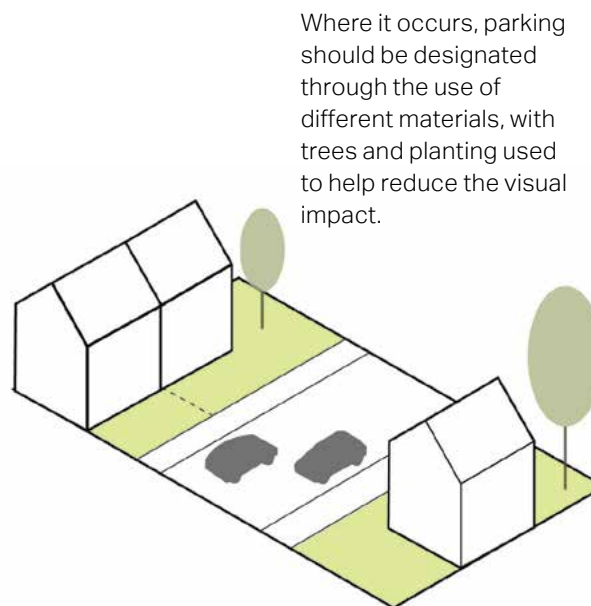 Where it occurs, parking
should be designated
through the use of
different materials, with
trees and planting used
to help reduce the visual
impact.